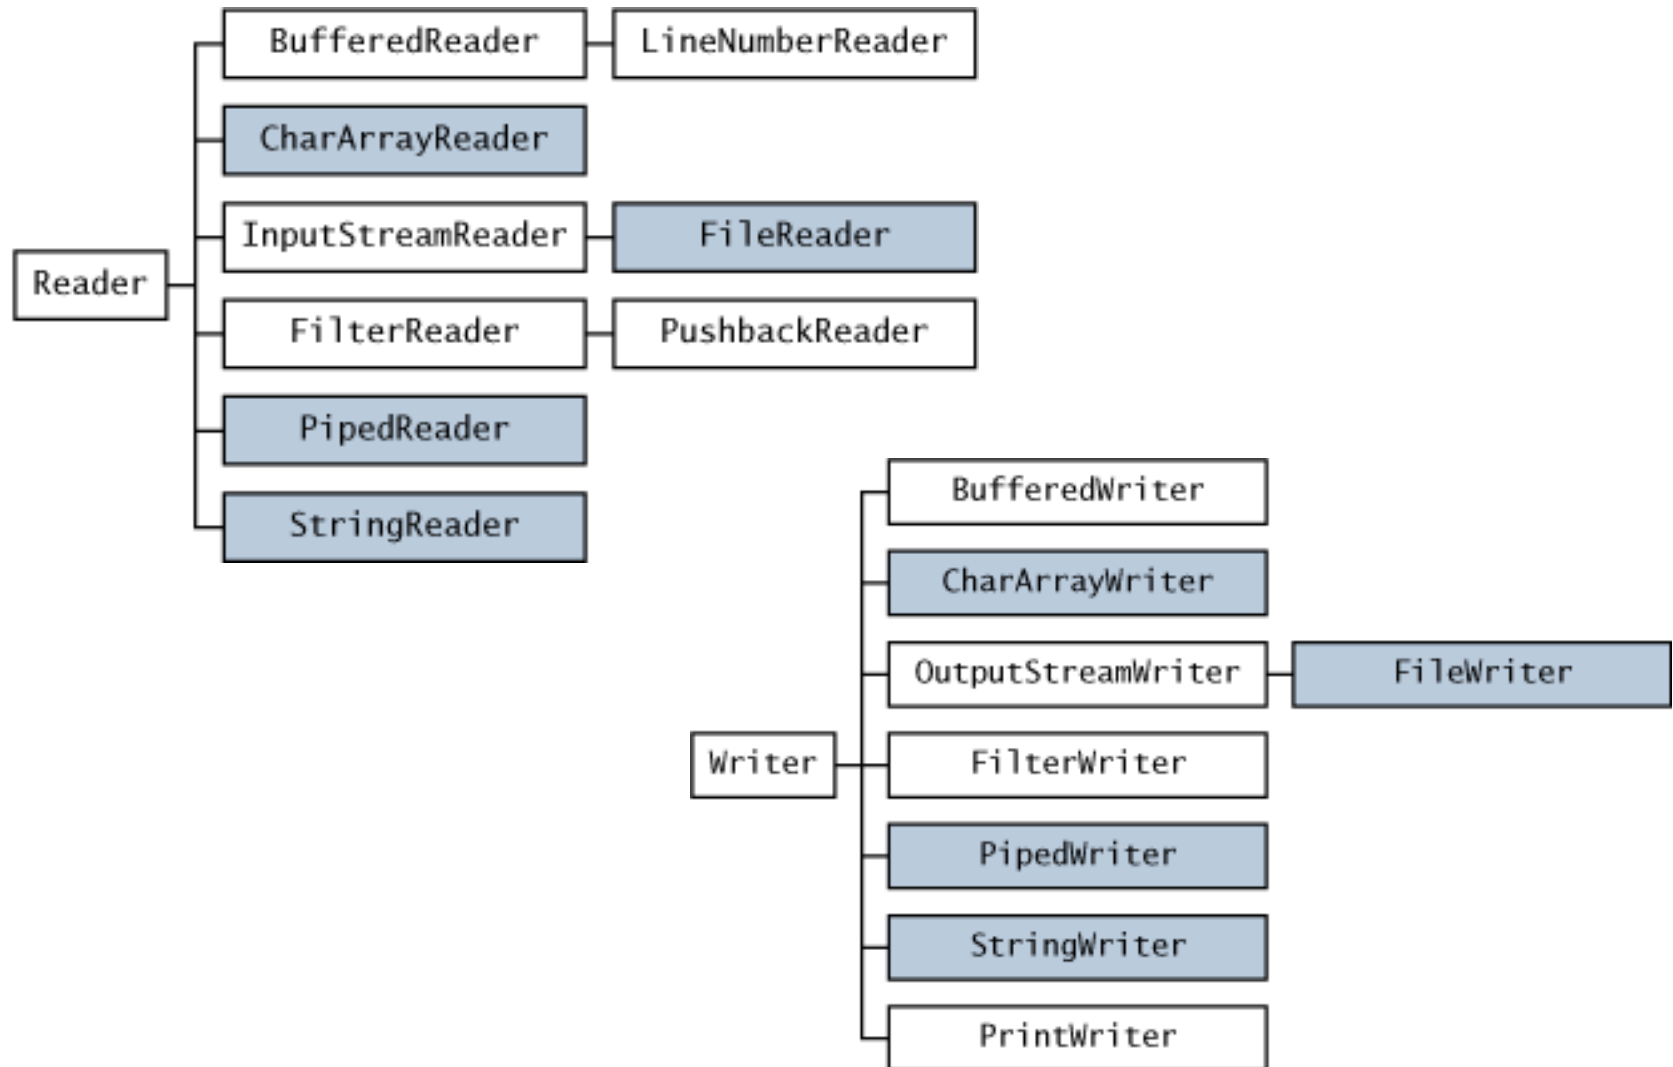 BufferedReader
LineNumberReader
CharArrayReader
InputStreamReader
FileReader
Reader
FilterReader
PushbackReader
PipedReader
StringReader
BufferedWriter
CharArrayWriter
OutputStreamWriter
FileWriter
Writer
FilterWriter
PipedWriter
StringWriter
PrintWriter